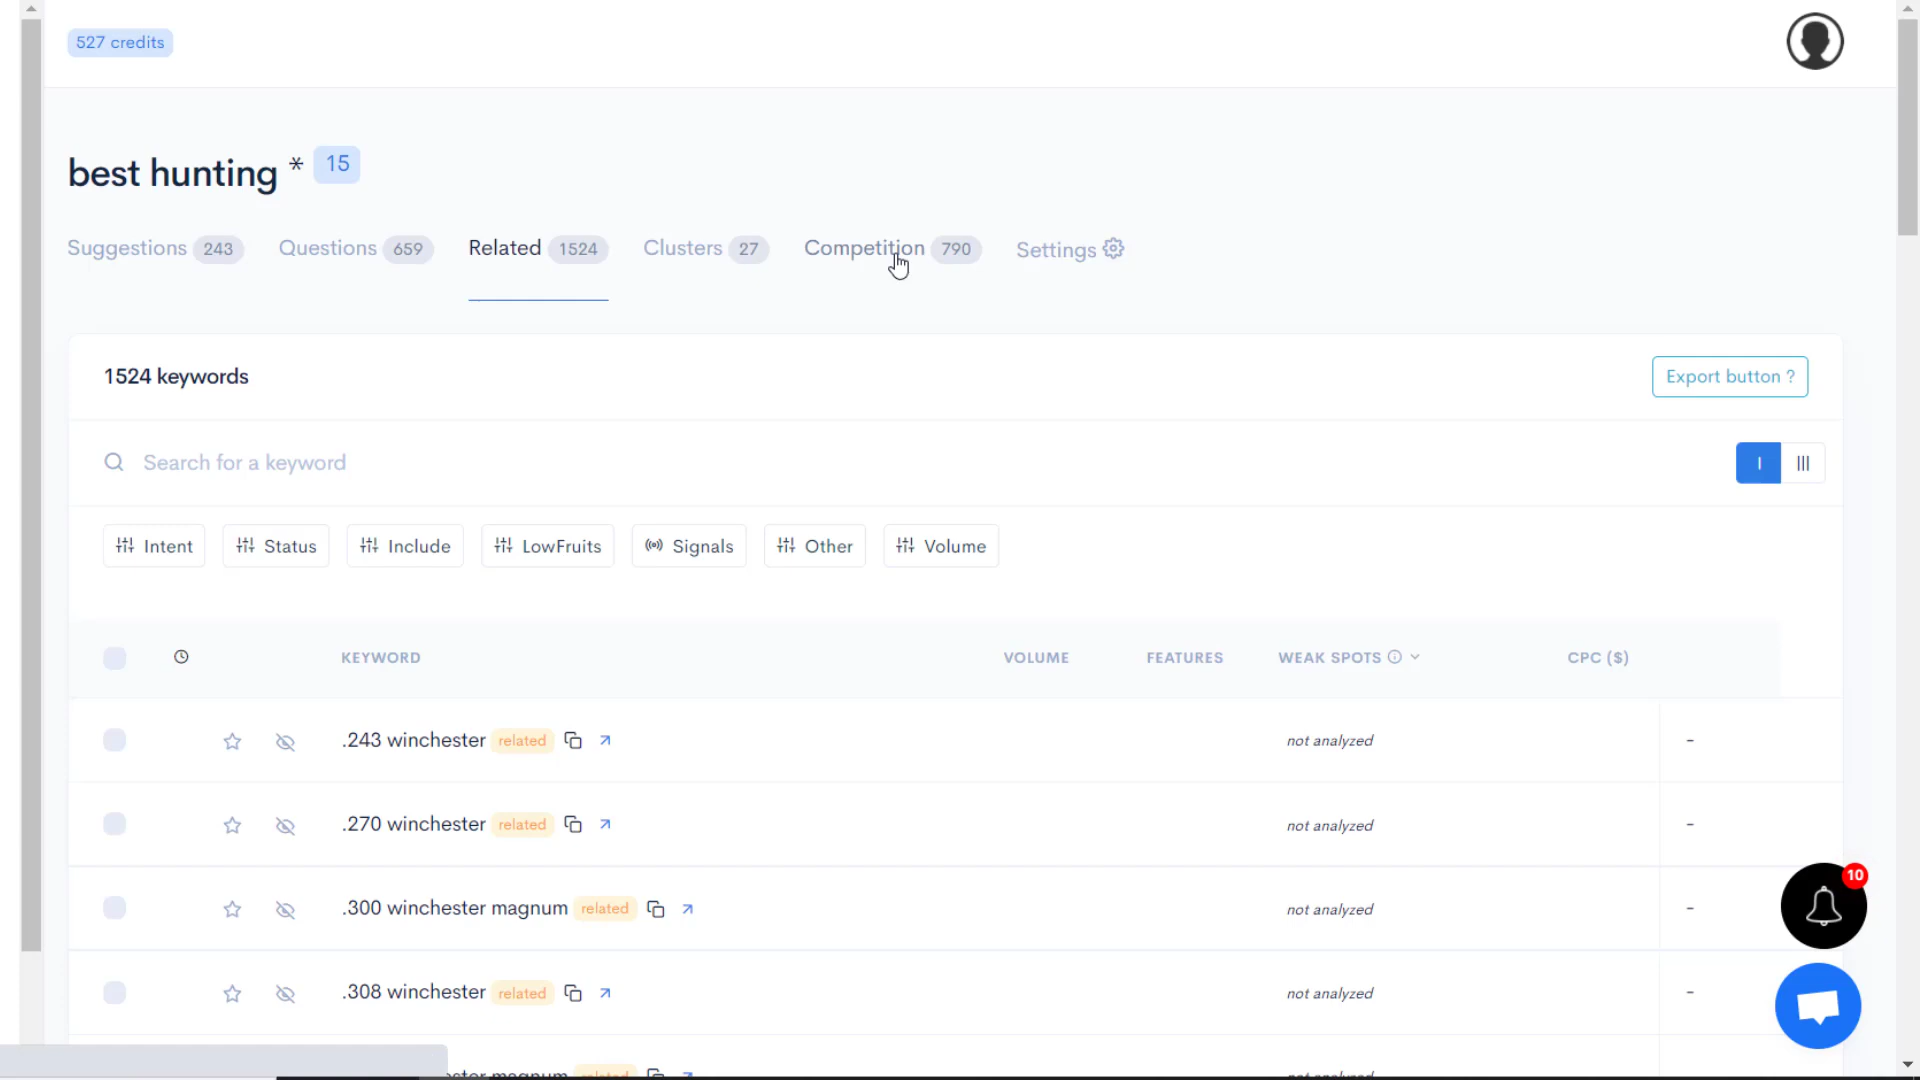 527 credits
best hunting * 15
Suggestions 243 Questions 659 Related 1524 Clusters 27 Competition 790 Settings
1524 keywords
Export button ?
Search for a keyword
I III
Intent Status Include LowFruits Signals Other Volume
KEYWORD VOLUME FEATURES WEAK SPOTS CPC ($)
.243 winchester related not analyzed -
.270 winchester related not analyzed -
10
.300 winchester magnum related not analyzed -
.308 winchester related not analyzed -